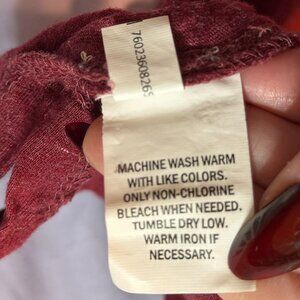 MACHINE WASH WARM
WITH LIKE COLORS.
ONLY NON-CHLORINE
BLEACH WHEN NEEDED.
TUMBLE DRY LOW.
WARM IRON IF
NECESSARY.